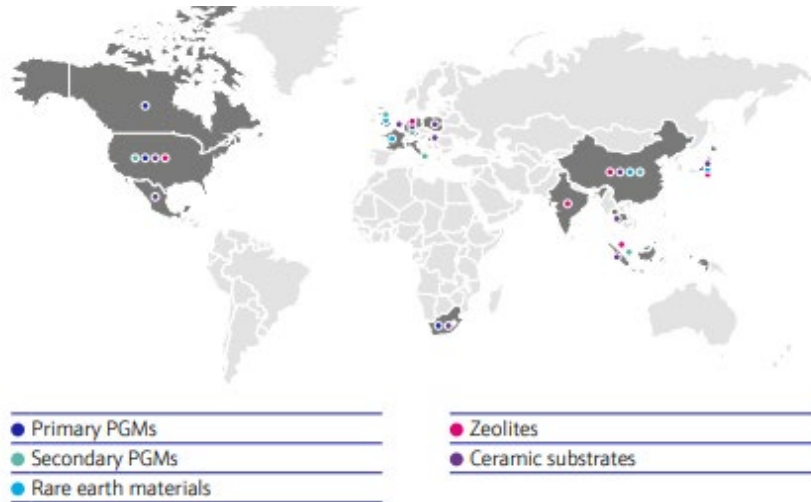 Primary PGMs
Secondary PGMs
Rare earth materials
Zeolites
Ceramic substrates